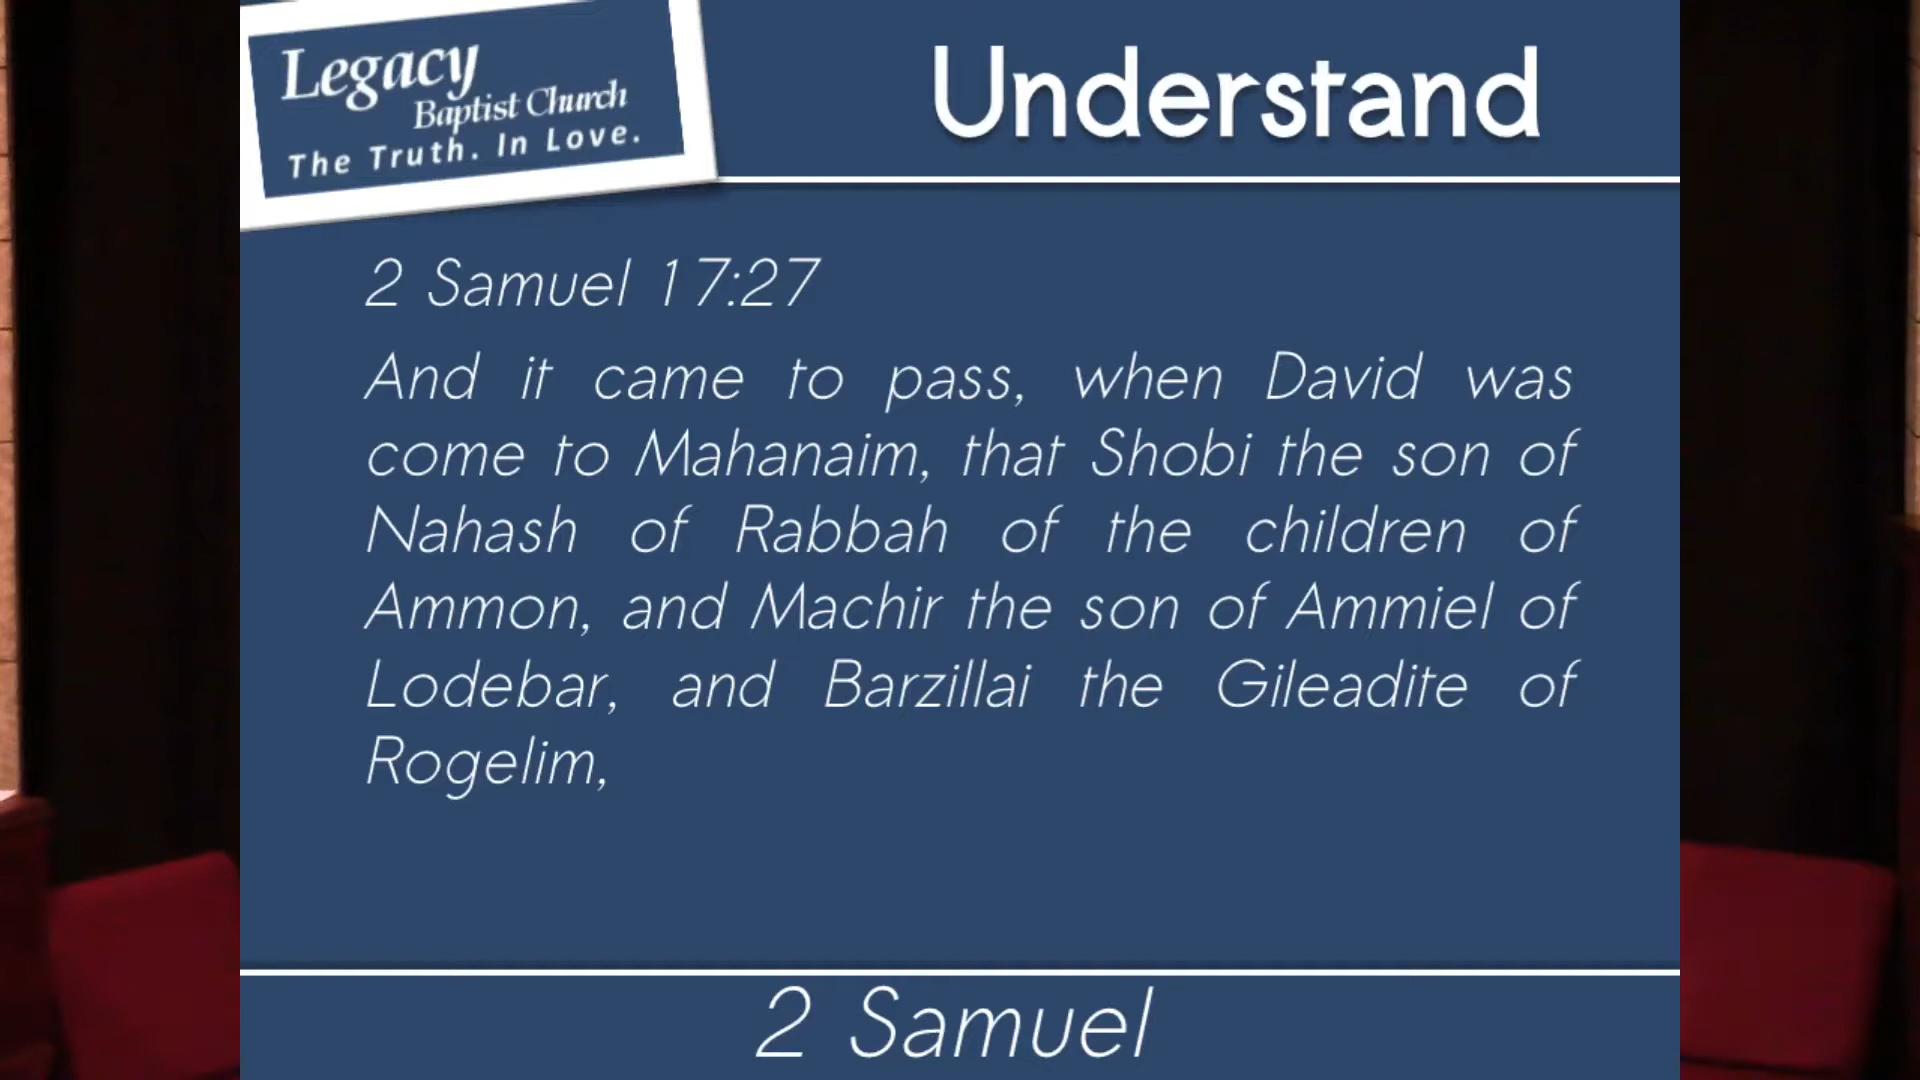 Legacy
Baptist Church
The Truth. In Love.
Understand
2 Samuel 17:27
And it came to pass, when David was
come to Mahanaim, that Shobi the son of
Nahash of Rabbah of the children of
Ammon, and Machir the son of Ammiel of
Lodebar, and Barzillai the Gileadite of
Rogelim,
2 Samuel